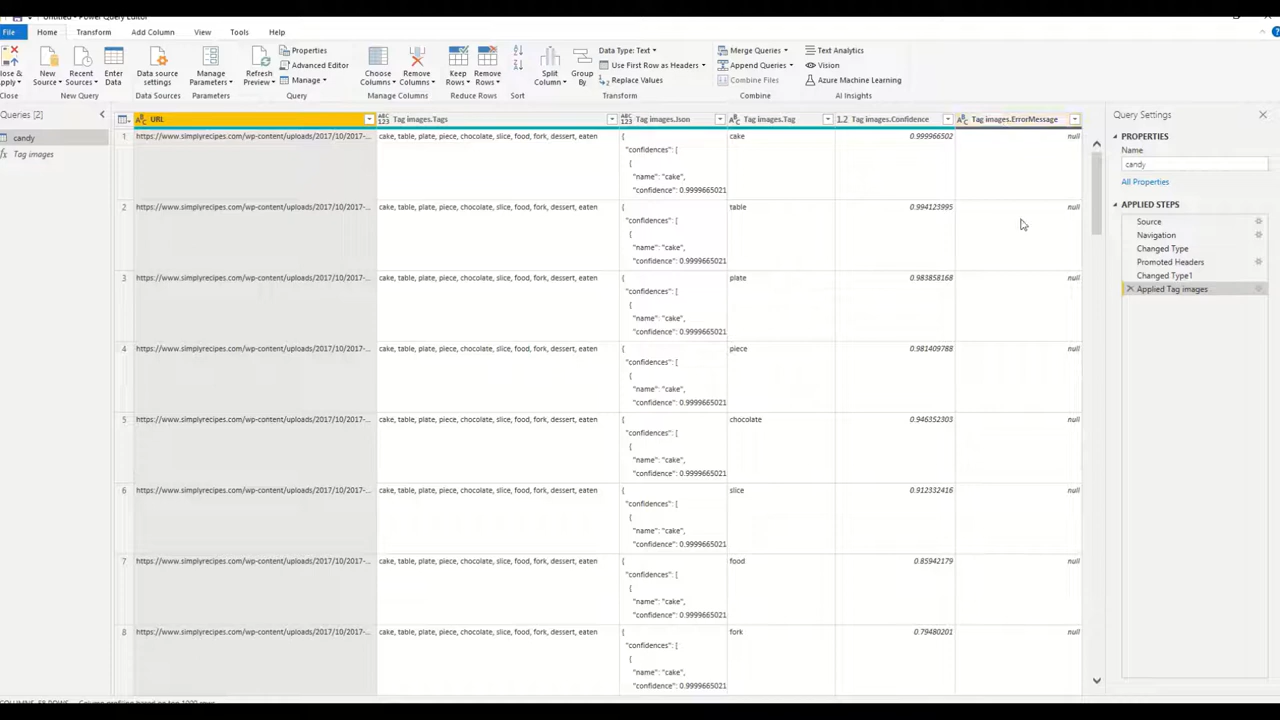 Untitled - Power Query Editor
File Home Transform Add Column View Tools Help
Close & Apply New Source Recent Sources Enter Data Data source settings Manage Parameters Refresh Preview Properties Advanced Editor Manage Choose Columns Remove Columns Keep Rows Remove Rows Split Column Group By Data Type: Text Use First Row as Headers Replace Values Merge Queries Append Queries Combine Files Text Analytics Vision Azure Machine Learning
Close New Query Data Sources Parameters Query Manage Columns Reduce Rows Sort Transform Combine AI Insights
Queries [2]
candy
Tag images
URL Tag images.Tags Tag images.Json Tag images.Tag 1.2 Tag images.Confidence Tag images.ErrorMessage
1 https://www.simplyrecipes.com/wp-content/uploads/2017/10/2017-... cake, table, plate, piece, chocolate, slice, food, fork, dessert, eaten { cake 0.999966502 null
"confidences": [
{
"name": "cake",
"confidence": 0.9999665021
2 https://www.simplyrecipes.com/wp-content/uploads/2017/10/2017-... cake, table, plate, piece, chocolate, slice, food, fork, dessert, eaten { table 0.994123995 null
"confidences": [
{
"name": "cake",
"confidence": 0.9999665021
3 https://www.simplyrecipes.com/wp-content/uploads/2017/10/2017-... cake, table, plate, piece, chocolate, slice, food, fork, dessert, eaten { plate 0.983858168 null
"confidences": [
{
"name": "cake",
"confidence": 0.9999665021
4 https://www.simplyrecipes.com/wp-content/uploads/2017/10/2017-... cake, table, plate, piece, chocolate, slice, food, fork, dessert, eaten { piece 0.981409788 null
"confidences": [
{
"name": "cake",
"confidence": 0.9999665021
5 https://www.simplyrecipes.com/wp-content/uploads/2017/10/2017-... cake, table, plate, piece, chocolate, slice, food, fork, dessert, eaten { chocolate 0.946352303 null
"confidences": [
{
"name": "cake",
"confidence": 0.9999665021
6 https://www.simplyrecipes.com/wp-content/uploads/2017/10/2017-... cake, table, plate, piece, chocolate, slice, food, fork, dessert, eaten { slice 0.912332416 null
"confidences": [
{
"name": "cake",
"confidence": 0.9999665021
7 https://www.simplyrecipes.com/wp-content/uploads/2017/10/2017-... cake, table, plate, piece, chocolate, slice, food, fork, dessert, eaten { food 0.85942179 null
"confidences": [
{
"name": "cake",
"confidence": 0.9999665021
8 https://www.simplyrecipes.com/wp-content/uploads/2017/10/2017-... cake, table, plate, piece, chocolate, slice, food, fork, dessert, eaten { fork 0.79480201 null
"confidences": [
{
"name": "cake",
"confidence": 0.9999665021
Query Settings
PROPERTIES
Name
candy
All Properties
APPLIED STEPS
Source
Navigation
Changed Type
Promoted Headers
Changed Type1
Applied Tag images